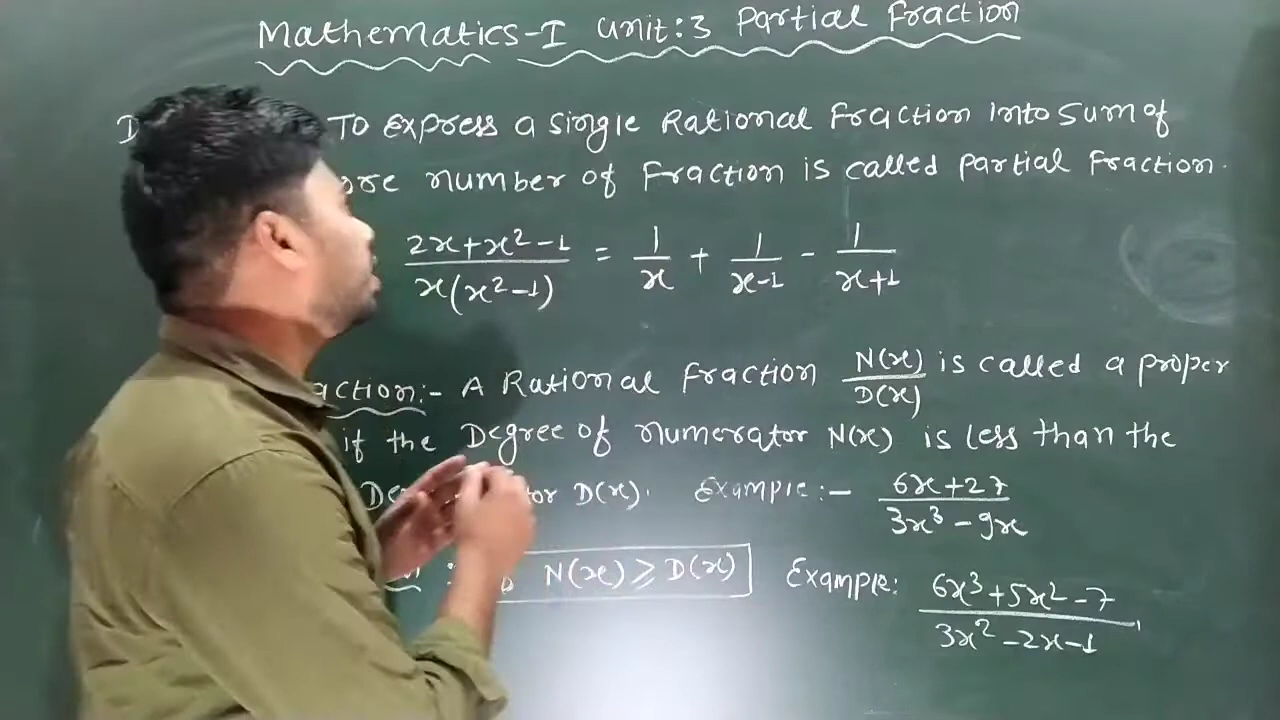 Mathematics-I Unit:3 Partial Fraction
To express a single Rational Fraction into sum of
number of Fraction is called partial Fraction.
2x+x²-1 / x(x²-1) = 1/x + 1/x-1 - 1/x+1
A Rational Fraction N(x)/D(x) is called a proper
if the Degree of numerator N(x) is less than the
D(x). Example:- 6x+27 / 3x³-9x
N(x) ⩾ D(x) Example: 6x³+5x²-7 / 3x²-2x-1